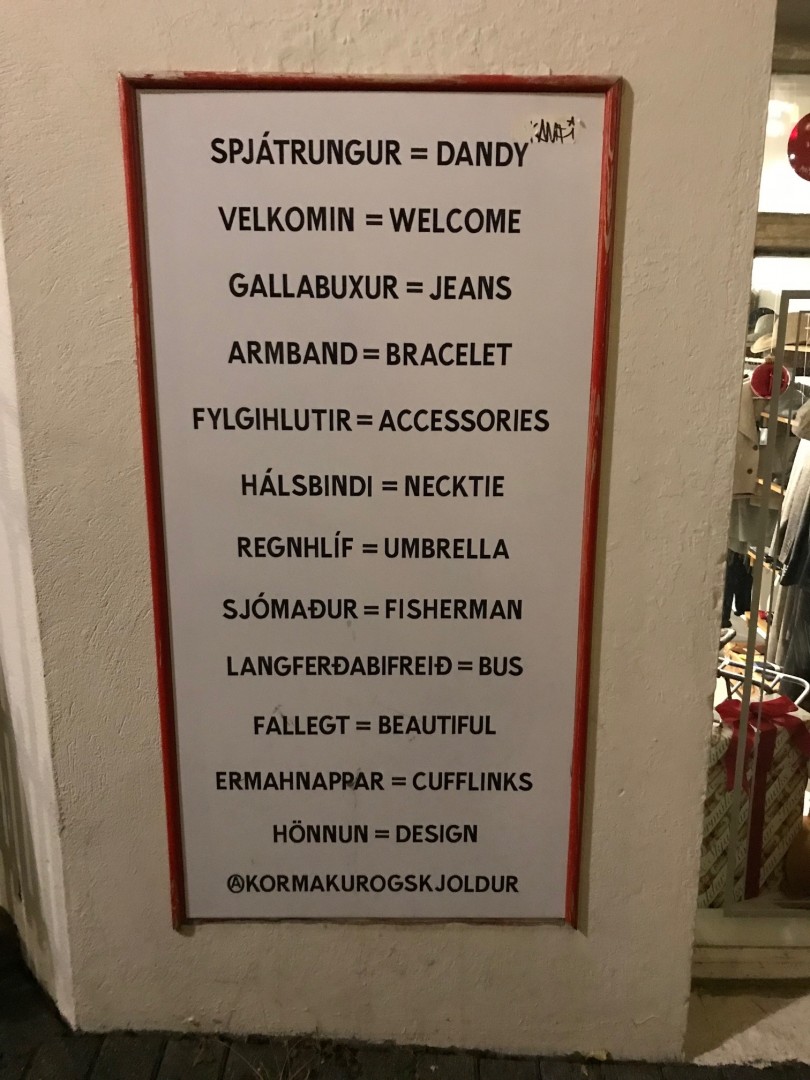 SPJÁTRUNGUR = DANDY
VELKOMIN = WELCOME
GALLABUXUR = JEANS
ARMBAND = BRACELET
FYLGIHLUTIR = ACCESSORIES
HÁLSBINDI = NECKTIE
REGNHLÍF = UMBRELLA
SJÓMAÐUR = FISHERMAN
LANGFERÐABIFREIÐ = BUS
FALLEGT = BEAUTIFUL
ERMAHNAPPAR = CUFFLINKS
HÖNNUN = DESIGN
@KORMAKUROGSKJOLDUR